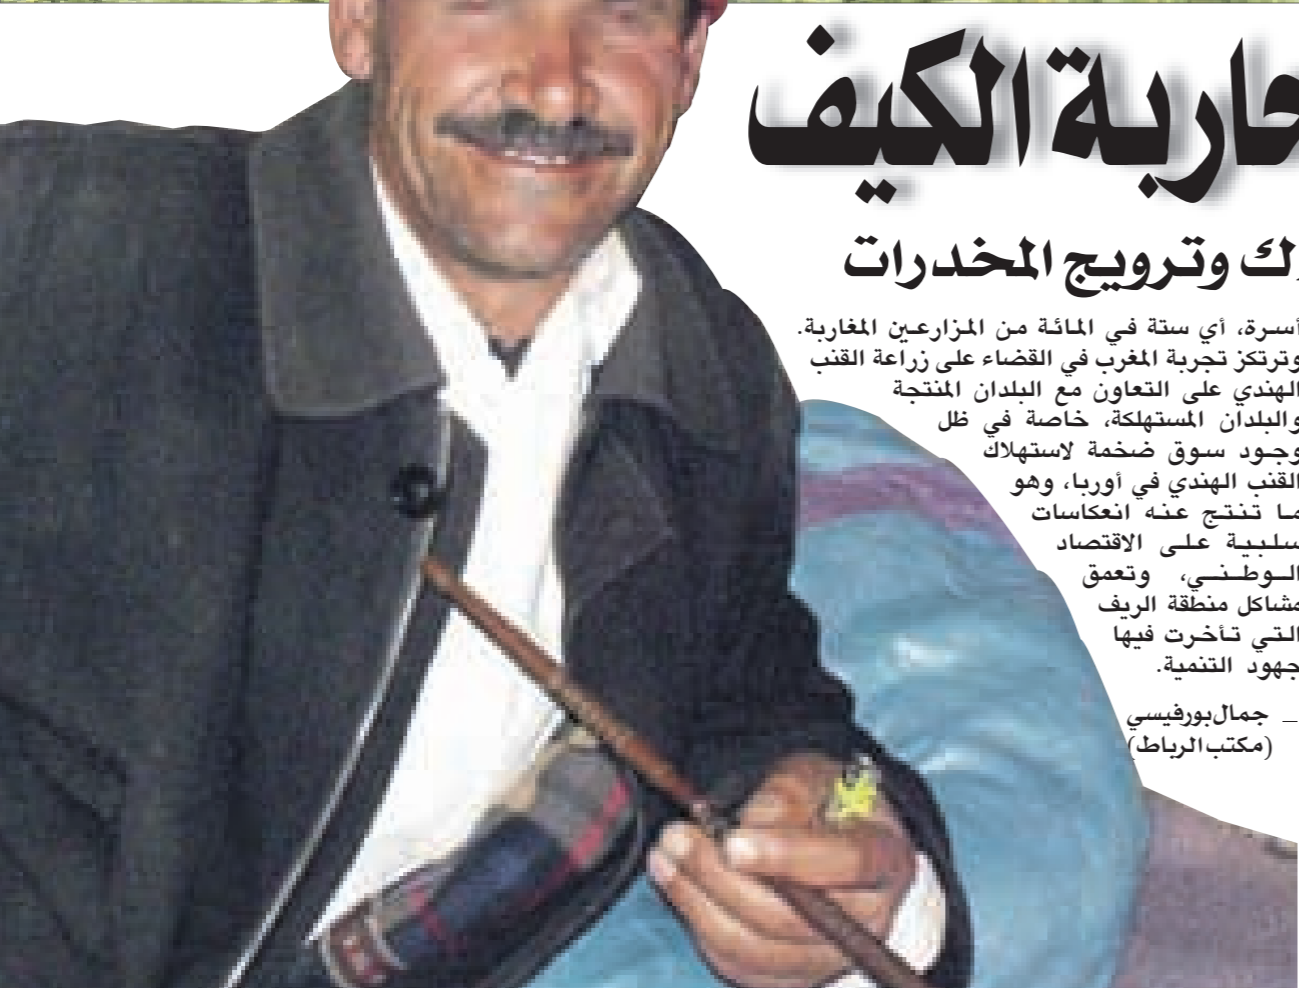 حاربة الكيف
ك وترويج المخدرات
أسرة، أي ستة في المائة من المزارعين المغاربة.
وترتكز تجربة المغرب في القضاء على زراعة القنب
الهندي على التعاون مع البلدان المنتجة
والبلدان المستهلكة، خاصة في ظل
وجود سوق ضخمة لاستهلاك
القنب الهندي في أوربا، وهو
ما تنتج عنه انعكاسات
سلبية على الاقتصاد
الوطني، وتعمق
مشاكل منطقة الريف
التي تأخرت فيها
جهود التنمية.
_ جمال بورفيسي
(مكتب الرباط)